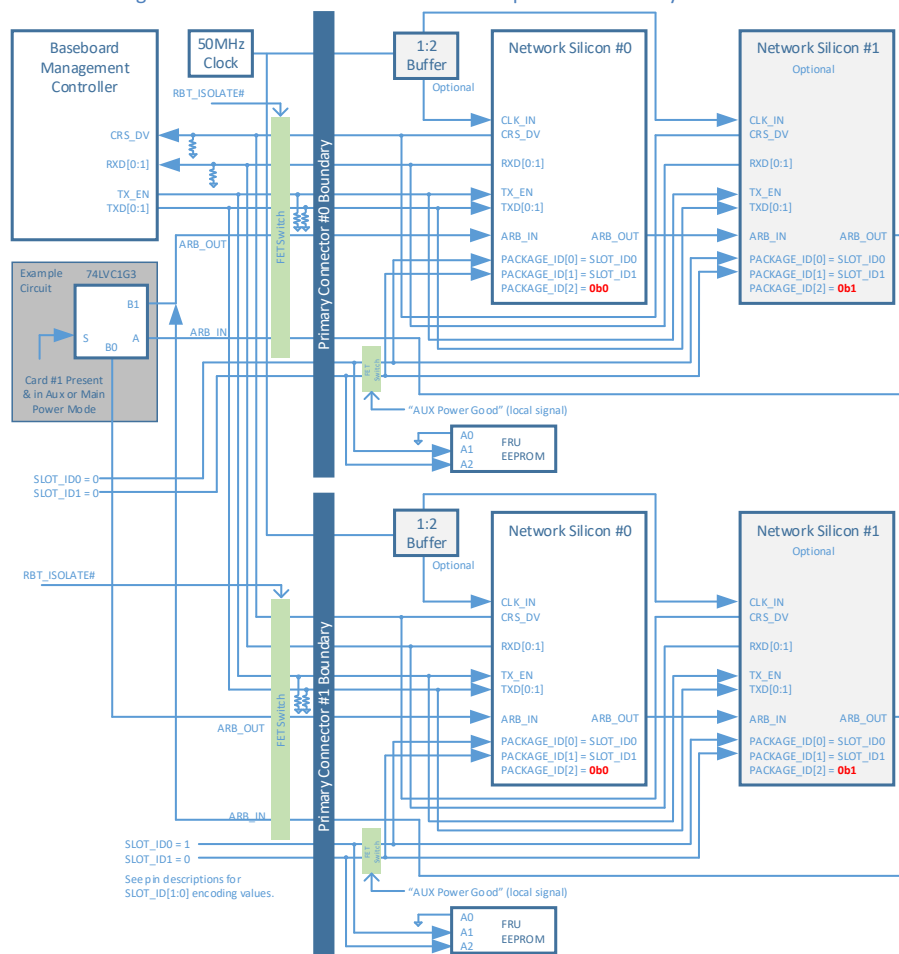 Baseboard
Management
Controller
CRS_DV
RXD[0:1]
TX_EN
TXD[0:1]
50MHz
Clock
RBT_ISOLATE#
FET Switch
Primary Connector #0 Boundary
1:2
Buffer
Optional
Network Silicon #0
CLK_IN
CRS_DV
RXD[0:1]
TX_EN
TXD[0:1]
ARB_IN
ARB_OUT
PACKAGE_ID[0] = SLOT_ID0
PACKAGE_ID[1] = SLOT_ID1
PACKAGE_ID[2] = 0b0
Network Silicon #1
Optional
CLK_IN
CRS_DV
RXD[0:1]
TX_EN
TXD[0:1]
ARB_IN
ARB_OUT
PACKAGE_ID[0] = SLOT_ID0
PACKAGE_ID[1] = SLOT_ID1
PACKAGE_ID[2] = 0b1
ARB_OUT
Example
Circuit
74LVC1G3
B1
S
A
B0
ARB_IN
Card #1 Present
& in Aux or Main
Power Mode
FET
Switch
"AUX Power Good" (local signal)
A0
A1
A2
FRU
EEPROM
SLOT_ID0 = 0
SLOT_ID1 = 0
RBT_ISOLATE#
FET Switch
Primary Connector #1 Boundary
1:2
Buffer
Optional
Network Silicon #0
CLK_IN
CRS_DV
RXD[0:1]
TX_EN
TXD[0:1]
ARB_IN
ARB_OUT
PACKAGE_ID[0] = SLOT_ID0
PACKAGE_ID[1] = SLOT_ID1
PACKAGE_ID[2] = 0b0
Network Silicon #1
Optional
CLK_IN
CRS_DV
RXD[0:1]
TX_EN
TXD[0:1]
ARB_IN
ARB_OUT
PACKAGE_ID[0] = SLOT_ID0
PACKAGE_ID[1] = SLOT_ID1
PACKAGE_ID[2] = 0b1
ARB_OUT
ARB_IN
SLOT_ID0 = 1
SLOT_ID1 = 0
See pin descriptions for
SLOT_ID[1:0] encoding values.
FET
Switch
"AUX Power Good" (local signal)
A0
A1
A2
FRU
EEPROM